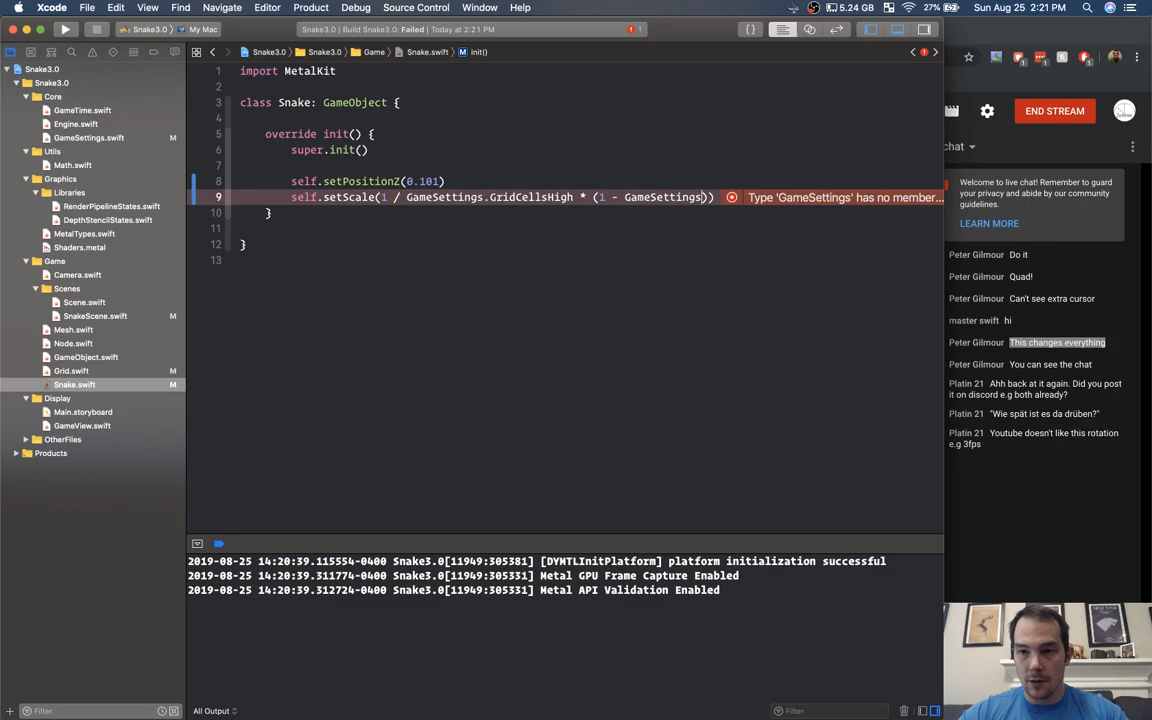 Xcode File Edit View Find Navigate Editor Product Debug Source Control Window Help
5.24 GB 27% Sun Aug 25 2:21 PM
Snake3.0 My Mac
Snake3.0 | Build Snake3.0: Failed | Today at 2:21 PM
1
Snake3.0 Snake3.0 Game Snake.swift M init()
Snake3.0
Snake3.0
Core
GameTime.swift
Engine.swift
GameSettings.swift M
Utils
Math.swift
Graphics
Libraries
RenderPipelineStates.swift
DepthStencilStates.swift
MetalTypes.swift
Shaders.metal
Game
Camera.swift
Scenes
Scene.swift
SnakeScene.swift M
Mesh.swift
Node.swift
GameObject.swift
Grid.swift M
Snake.swift M
Display
Main.storyboard
GameView.swift
OtherFiles
Products
Filter
1 import MetalKit
2
3 class Snake: GameObject {
4
5 override init() {
6 super.init()
7
8 self.setPositionZ(0.101)
9 self.setScale(1 / GameSettings.GridCellsHigh * (1 - GameSettings)) Type 'GameSettings' has no member...
10 }
11
12 }
13
2019-08-25 14:20:39.115554-0400 Snake3.0[11949:305381] [DYMTLInitPlatform] platform initialization successful
2019-08-25 14:20:39.311774-0400 Snake3.0[11949:305331] Metal GPU Frame Capture Enabled
2019-08-25 14:20:39.312724-0400 Snake3.0[11949:305331] Metal API Validation Enabled
All Output
Filter
END STREAM
chat
Welcome to live chat! Remember to guard
your privacy and abide by our community
guidelines.
LEARN MORE
Peter Gilmour Do it
Peter Gilmour Quad!
Peter Gilmour Can't see extra cursor
master swift hi
Peter Gilmour This changes everything
Peter Gilmour You can see the chat
Platin 21 Ahh back at it again. Did you post
it on discord e.g both already?
Platin 21 "Wie spät ist es da drüben?"
Platin 21 Youtube doesn't like this rotation
e.g 3fps